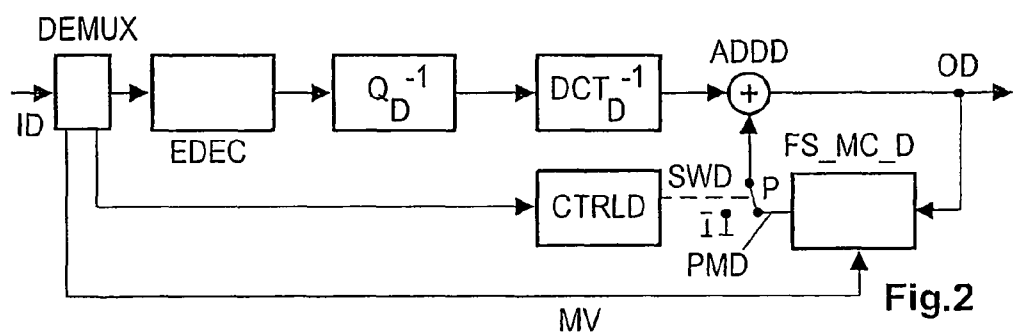 DEMUX
ADDD
OD
Q_D^-1
DCT_D^-1
+
ID
EDEC
FS_MC_D
SWD
P
CTRLD
I
PMD
MV
Fig.2